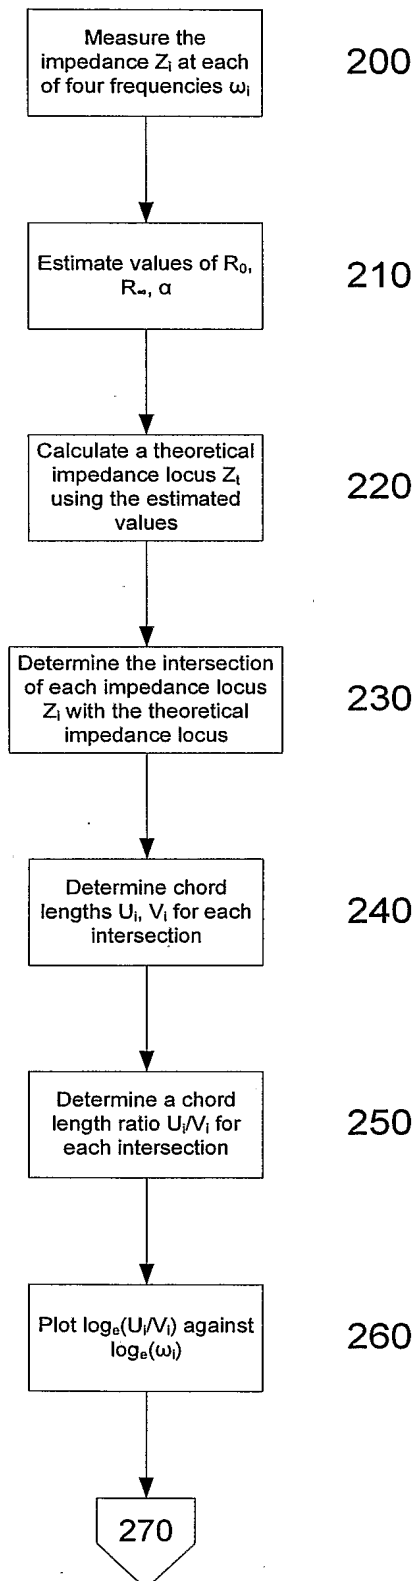 Measure the
impedance Zᵢ at each
of four frequencies ωᵢ
200
Estimate values of R₀,
R∞, α
210
Calculate a theoretical
impedance locus Zₜ
using the estimated
values
220
Determine the intersection
of each impedance locus
Zᵢ with the theoretical
impedance locus
230
Determine chord
lengths Uᵢ, Vᵢ for each
intersection
240
Determine a chord
length ratio Uᵢ/Vᵢ for
each intersection
250
Plot logₑ(Uᵢ/Vᵢ) against
logₑ(ωᵢ)
260
270